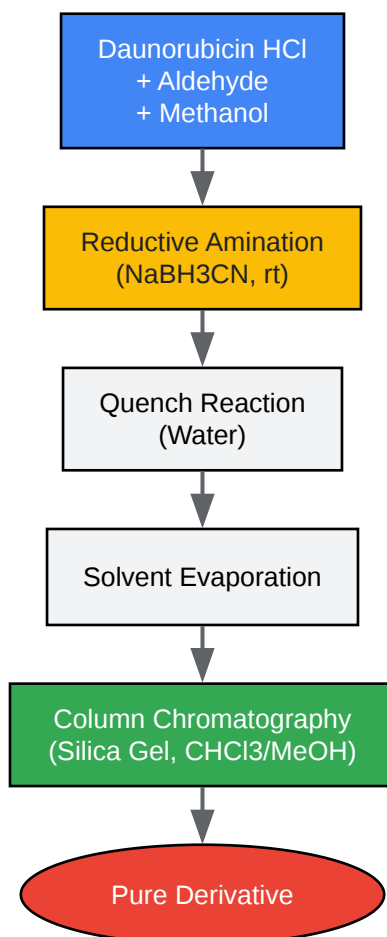 Daunorubicin HCl
+ Aldehyde
+ Methanol
Reductive Amination
(NaBH3CN, rt)
Quench Reaction
(Water)
Solvent Evaporation
Column Chromatography
(Silica Gel, CHCl3/MeOH)
Pure Derivative